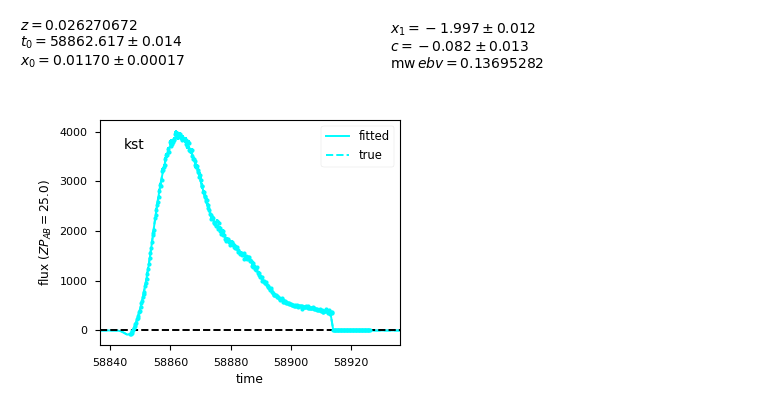 z = 0.026270672
t₀ = 58862.617 ± 0.014
x₀ = 0.01170 ± 0.00017
x₁ = −1.997 ± 0.012
c = −0.082 ± 0.013
mw ebv = 0.13695282
kst
fitted
true
4000
3000
2000
1000
0
flux (ZP_AB = 25.0)
58840 58860 58880 58900 58920
time